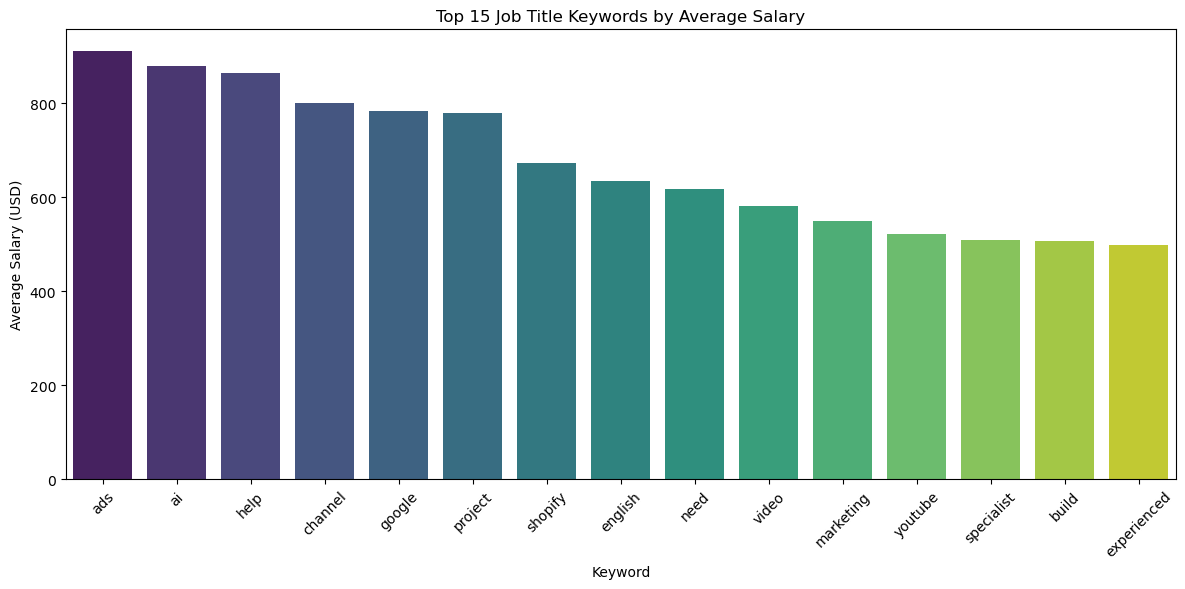 Top 15 Job Title Keywords by Average Salary
Average Salary (USD)
800
600
400
200
0
ads
ai
help
channel
google
project
shopify
english
need
video
marketing
youtube
specialist
build
experienced
Keyword